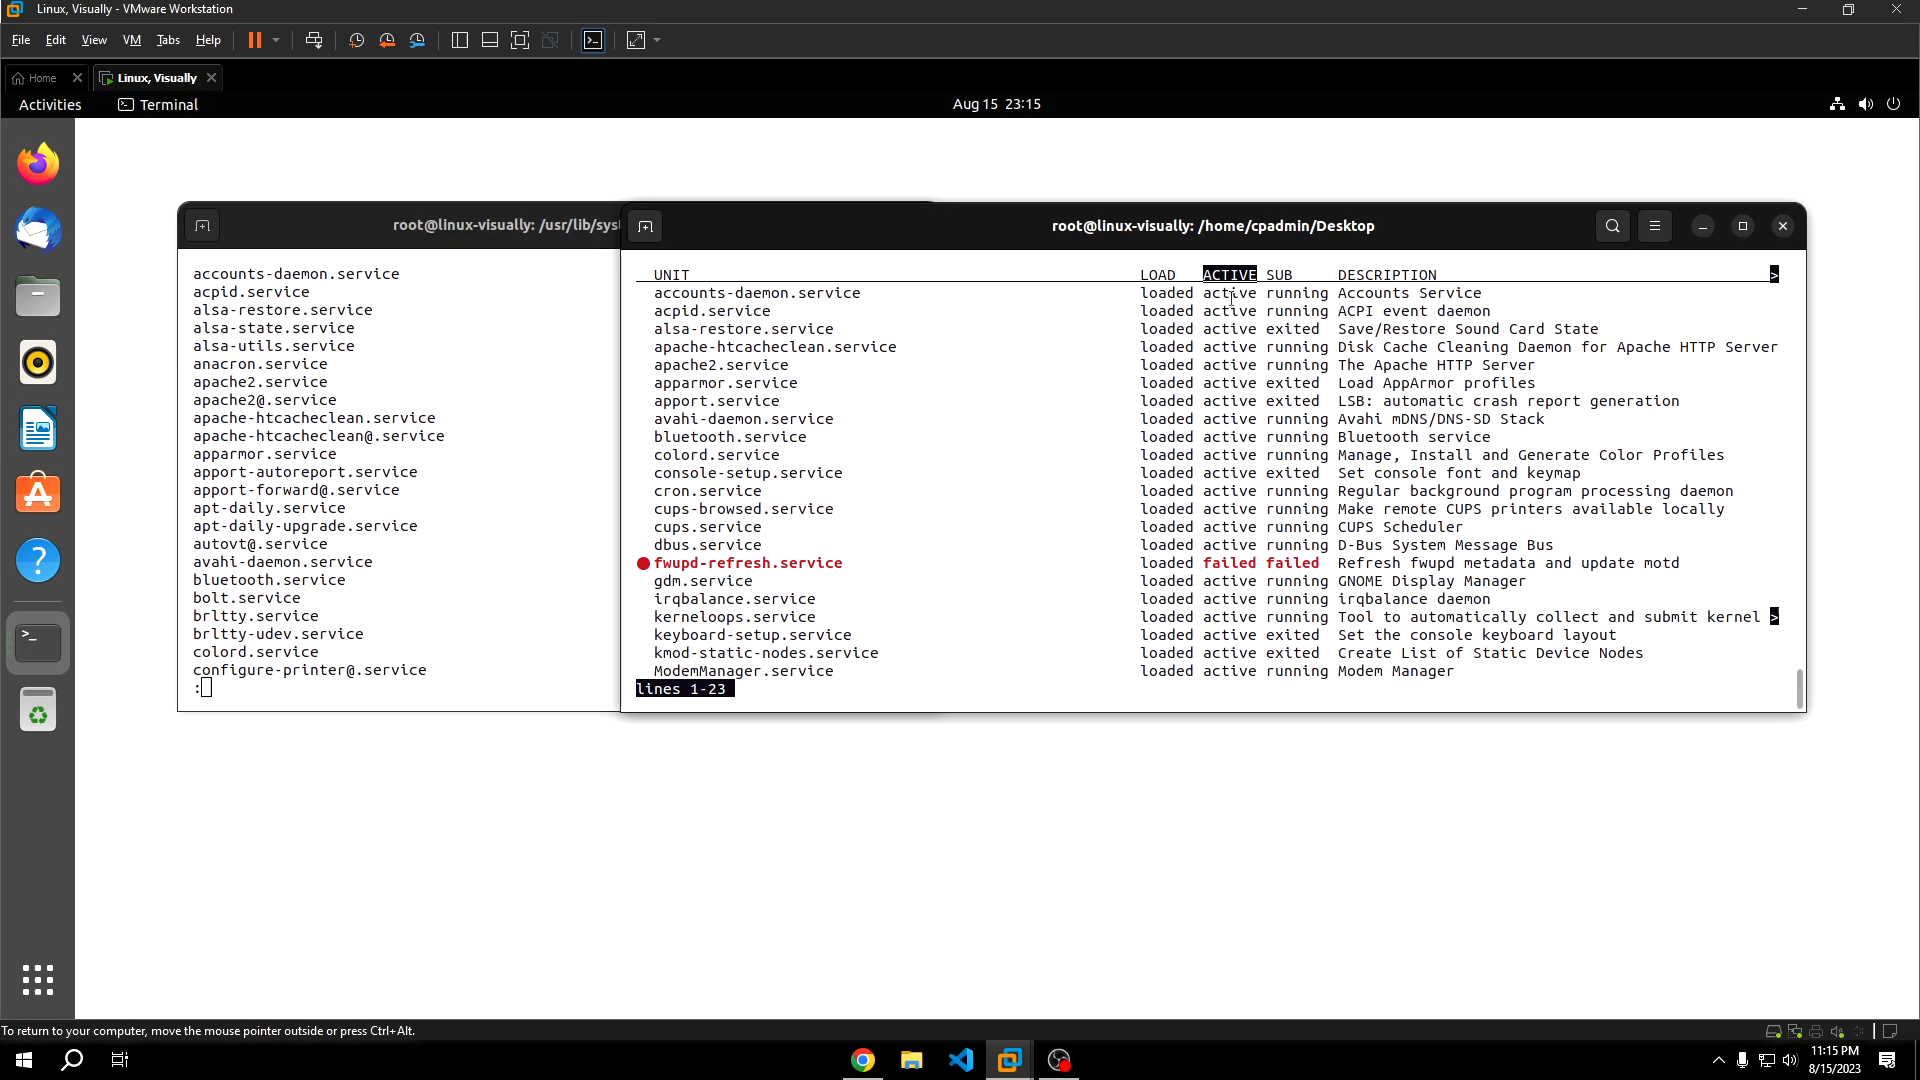 Linux, Visually - VMware Workstation
File Edit View VM Tabs Help
Home
Linux, Visually
Activities
Terminal
Aug 15 23:15
root@linux-visually: /usr/lib/sys
accounts-daemon.service
acpid.service
alsa-restore.service
alsa-state.service
alsa-utils.service
anacron.service
apache2.service
apache2@.service
apache-htcacheclean.service
apache-htcacheclean@.service
apparmor.service
apport-autoreport.service
apport-forward@.service
apt-daily.service
apt-daily-upgrade.service
autovt@.service
avahi-daemon.service
bluetooth.service
bolt.service
brltty.service
brltty-udev.service
colord.service
configure-printer@.service
:
root@linux-visually: /home/cpadmin/Desktop
UNIT LOAD ACTIVE SUB DESCRIPTION >
accounts-daemon.service loaded active running Accounts Service
acpid.service loaded active running ACPI event daemon
alsa-restore.service loaded active exited Save/Restore Sound Card State
apache-htcacheclean.service loaded active running Disk Cache Cleaning Daemon for Apache HTTP Server
apache2.service loaded active running The Apache HTTP Server
apparmor.service loaded active exited Load AppArmor profiles
apport.service loaded active exited LSB: automatic crash report generation
avahi-daemon.service loaded active running Avahi mDNS/DNS-SD Stack
bluetooth.service loaded active running Bluetooth service
colord.service loaded active running Manage, Install and Generate Color Profiles
console-setup.service loaded active exited Set console font and keymap
cron.service loaded active running Regular background program processing daemon
cups-browsed.service loaded active running Make remote CUPS printers available locally
cups.service loaded active running CUPS Scheduler
dbus.service loaded active running D-Bus System Message Bus
fwupd-refresh.service loaded failed failed Refresh fwupd metadata and update motd
gdm.service loaded active running GNOME Display Manager
irqbalance.service loaded active running irqbalance daemon
kerneloops.service loaded active running Tool to automatically collect and submit kernel >
keyboard-setup.service loaded active exited Set the console keyboard layout
kmod-static-nodes.service loaded active exited Create List of Static Device Nodes
ModemManager.service loaded active running Modem Manager
lines 1-23
To return to your computer, move the mouse pointer outside or press Ctrl+Alt.
11:15 PM
8/15/2023